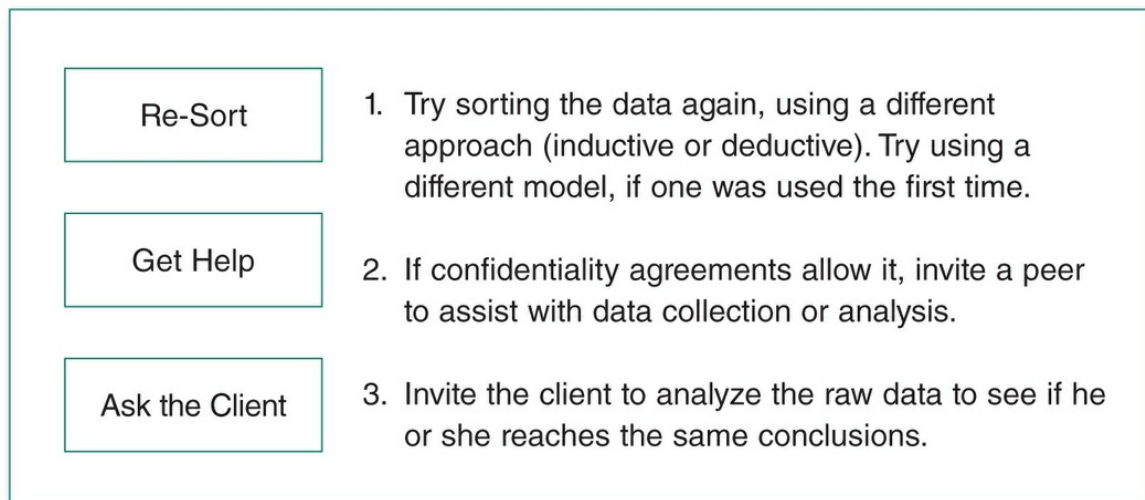 Re-Sort
1. Try sorting the data again, using a different
approach (inductive or deductive). Try using a
different model, if one was used the first time.
Get Help
2. If confidentiality agreements allow it, invite a peer
to assist with data collection or analysis.
Ask the Client
3. Invite the client to analyze the raw data to see if he
or she reaches the same conclusions.